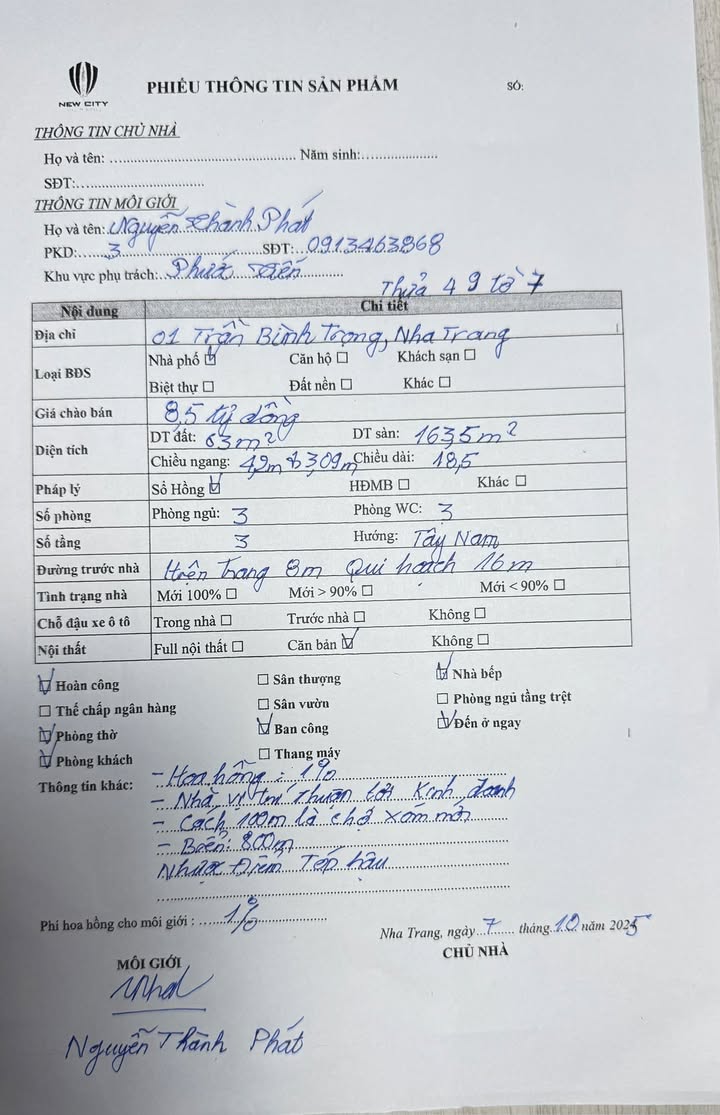 NEW CITY
PHIẾU THÔNG TIN SẢN PHẨM SỐ:
THÔNG TIN CHỦ NHÀ
Họ và tên: Năm sinh:
SĐT:
THÔNG TIN MÔI GIỚI
Họ và tên: Nguyễn Thành Phát
PKD: 3 SĐT: 0913463868
Khu vực phụ trách: Phước
Thửa 49 tờ 7
Nội dung Chi tiết
Địa chỉ 01 Trần Bình Trọng, Nha Trang
Loại BĐS Nhà phố ☑ Căn hộ ☐ Khách sạn ☐
Biệt thự ☐ Đất nền ☐ Khác ☐
Giá chào bán 8,5 tỷ đồng
Diện tích DT đất: 63m² DT sàn: 163,5m²
Chiều ngang: 4,2m 3,09m Chiều dài: 18,5
Pháp lý Sổ Hồng ☑ HĐMB ☐ Khác ☐
Số phòng Phòng ngủ: 3 Phòng WC: 3
Số tầng 3 Hướng: Tây Nam
Đường trước nhà Hiện Trạng 8m Qui hoạch 16m
Tình trạng nhà Mới 100% ☐ Mới > 90% ☐ Mới < 90% ☐
Chỗ đậu xe ô tô Trong nhà ☐ Trước nhà ☐ Không ☐
Nội thất Full nội thất ☐ Căn bản ☑ Không ☐
☑ Hoàn công ☐ Sân thượng ☑ Nhà bếp
☐ Thế chấp ngân hàng ☐ Sân vườn ☐ Phòng ngủ tầng trệt
☑ Phòng thờ ☑ Ban công ☑ Đến ở ngay
☑ Phòng khách ☐ Thang máy
Thông tin khác: - Hoa hồng: 1%
- Nhà, vị trí thuận lợi Kinh doanh
- Cách 100m là chợ xóm mới
- Biển: 800m
Nhược Điểm Tóp hậu
Phí hoa hồng cho môi giới : 1%
Nha Trang, ngày 7 tháng 10 năm 2025
MÔI GIỚI CHỦ NHÀ
Nguyễn Thành Phát